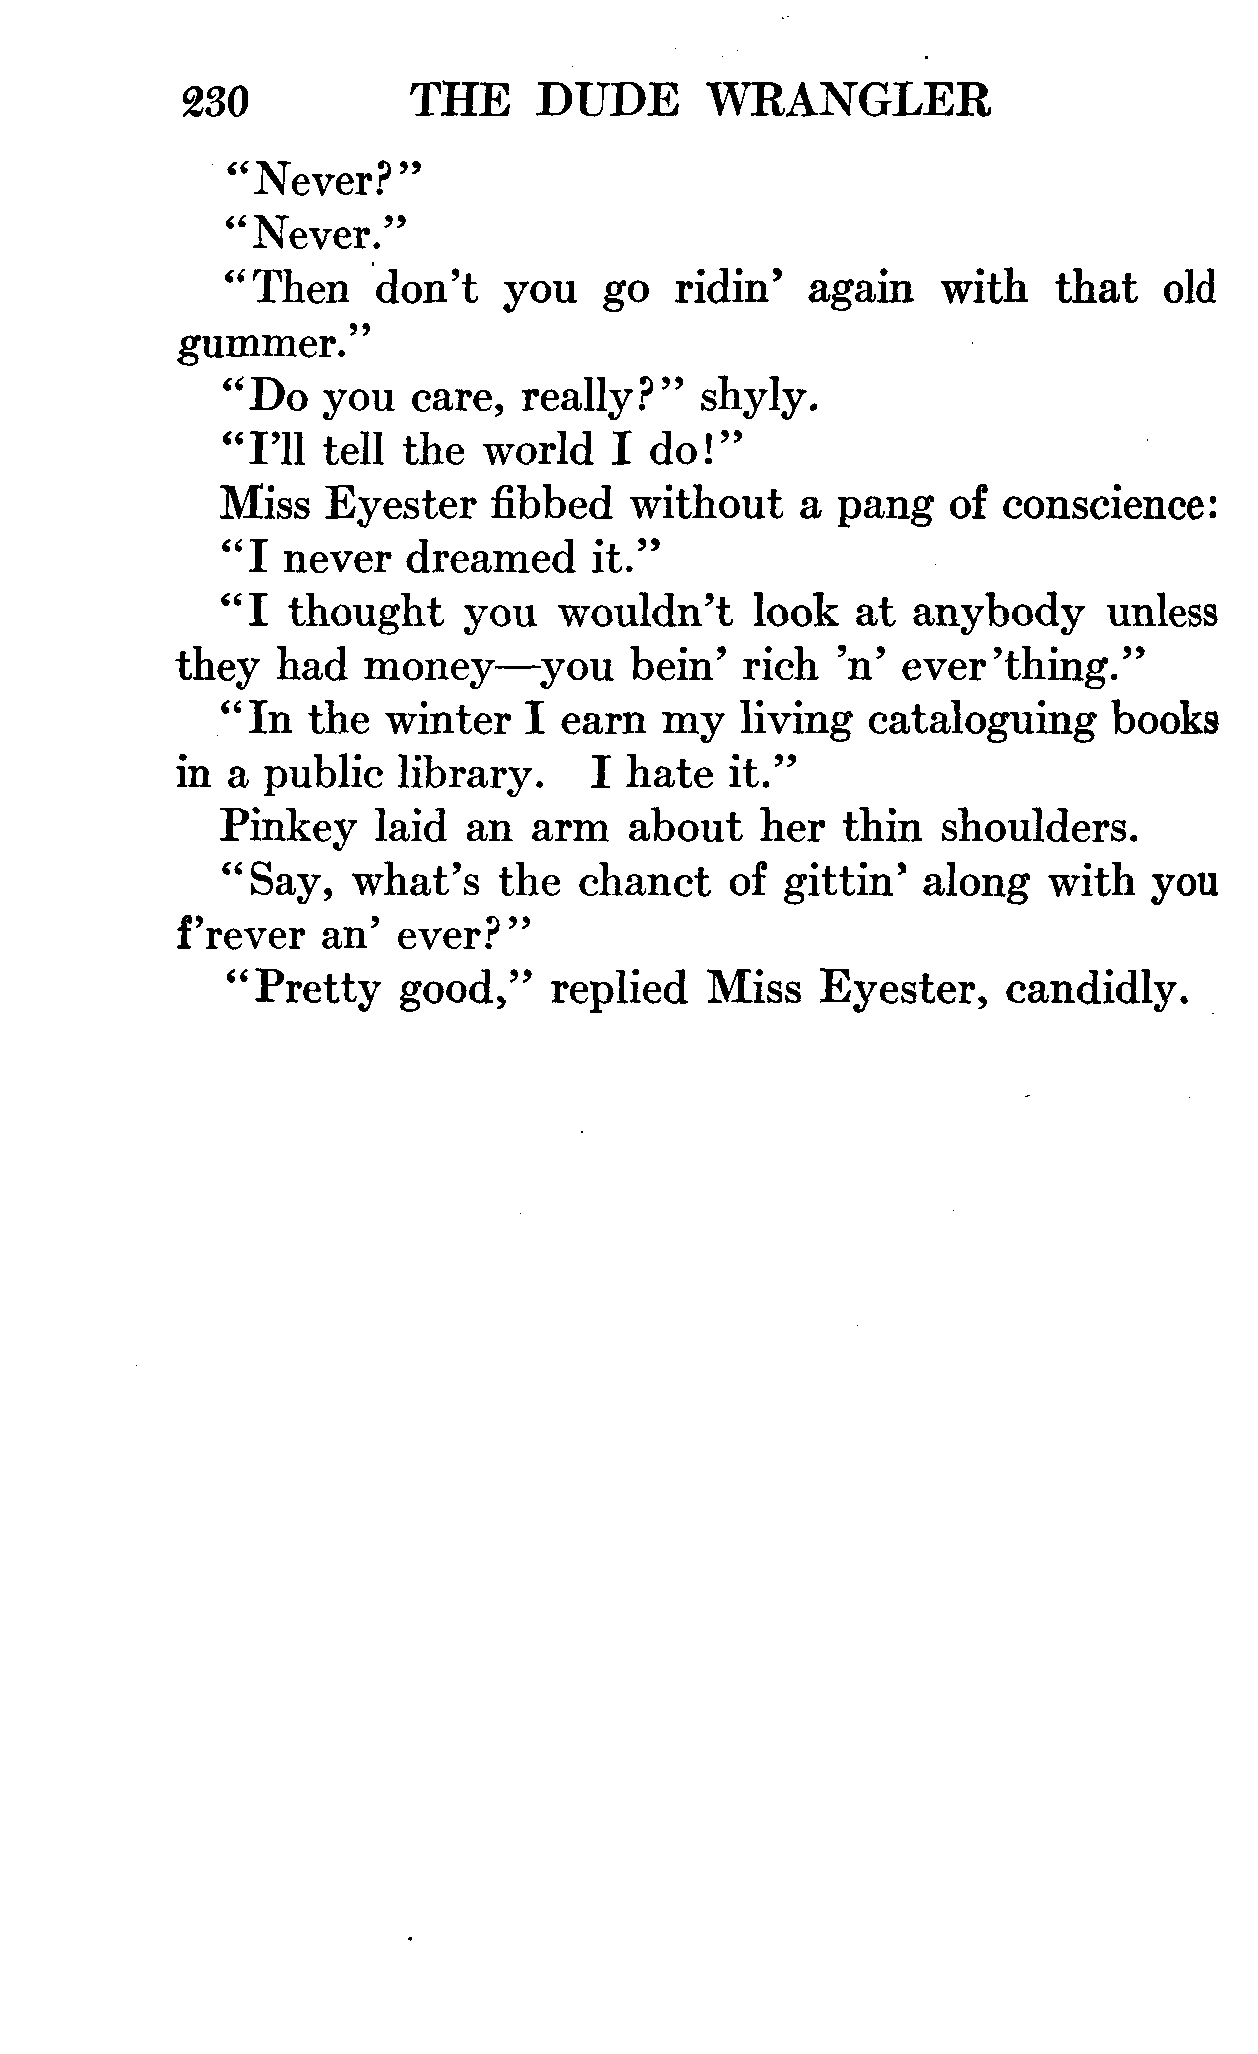 230 THE DUDE WRANGLER
“Never?”
“Never.”
“Then don't you go ridin' again with that old
gummer.”
“Do you care, really?” shyly.
“I'll tell the world I do!”
Miss Eyester fibbed without a pang of conscience:
“I never dreamed it.”
“I thought you wouldn't look at anybody unless
they had money—you bein' rich 'n' ever'thing.”
“In the winter I earn my living cataloguing books
in a public library. I hate it.”
Pinkey laid an arm about her thin shoulders.
“Say, what's the chanct of gittin' along with you
f'rever an' ever?”
“Pretty good,” replied Miss Eyester, candidly.